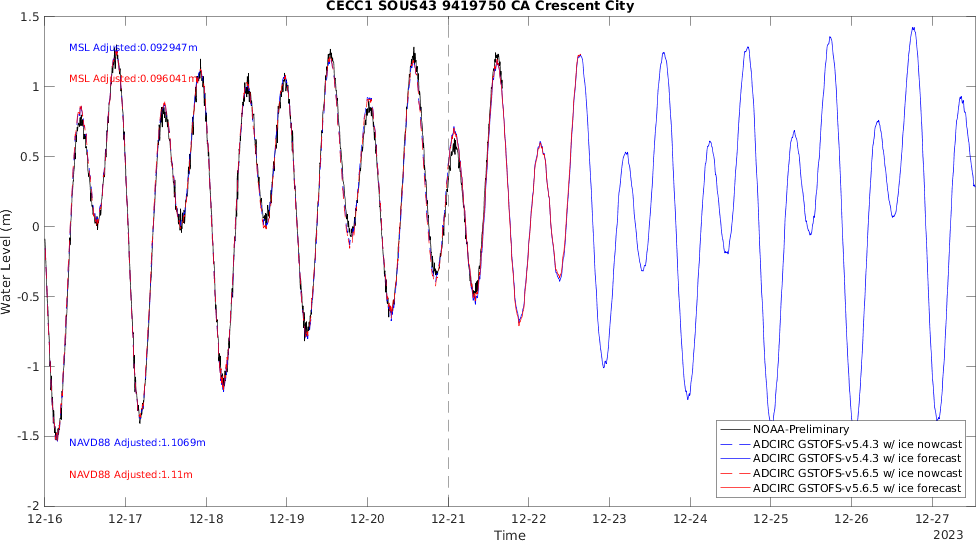 CECC1 SOUS43 9419750 CA Crescent City
1.5
1
0.5
0
-0.5
-1
-1.5
-2
Water Level (m)
MSL Adjusted:0.092947m
MSL Adjusted:0.096041m
NAVD88 Adjusted:1.1069m
NAVD88 Adjusted:1.11m
NOAA-Preliminary
ADCIRC GSTOFS-v5.4.3 w/ ice nowcast
ADCIRC GSTOFS-v5.4.3 w/ ice forecast
ADCIRC GSTOFS-v5.6.5 w/ ice nowcast
ADCIRC GSTOFS-v5.6.5 w/ ice forecast
12-16 12-17 12-18 12-19 12-20 12-21 12-22 12-23 12-24 12-25 12-26 12-27
Time
2023